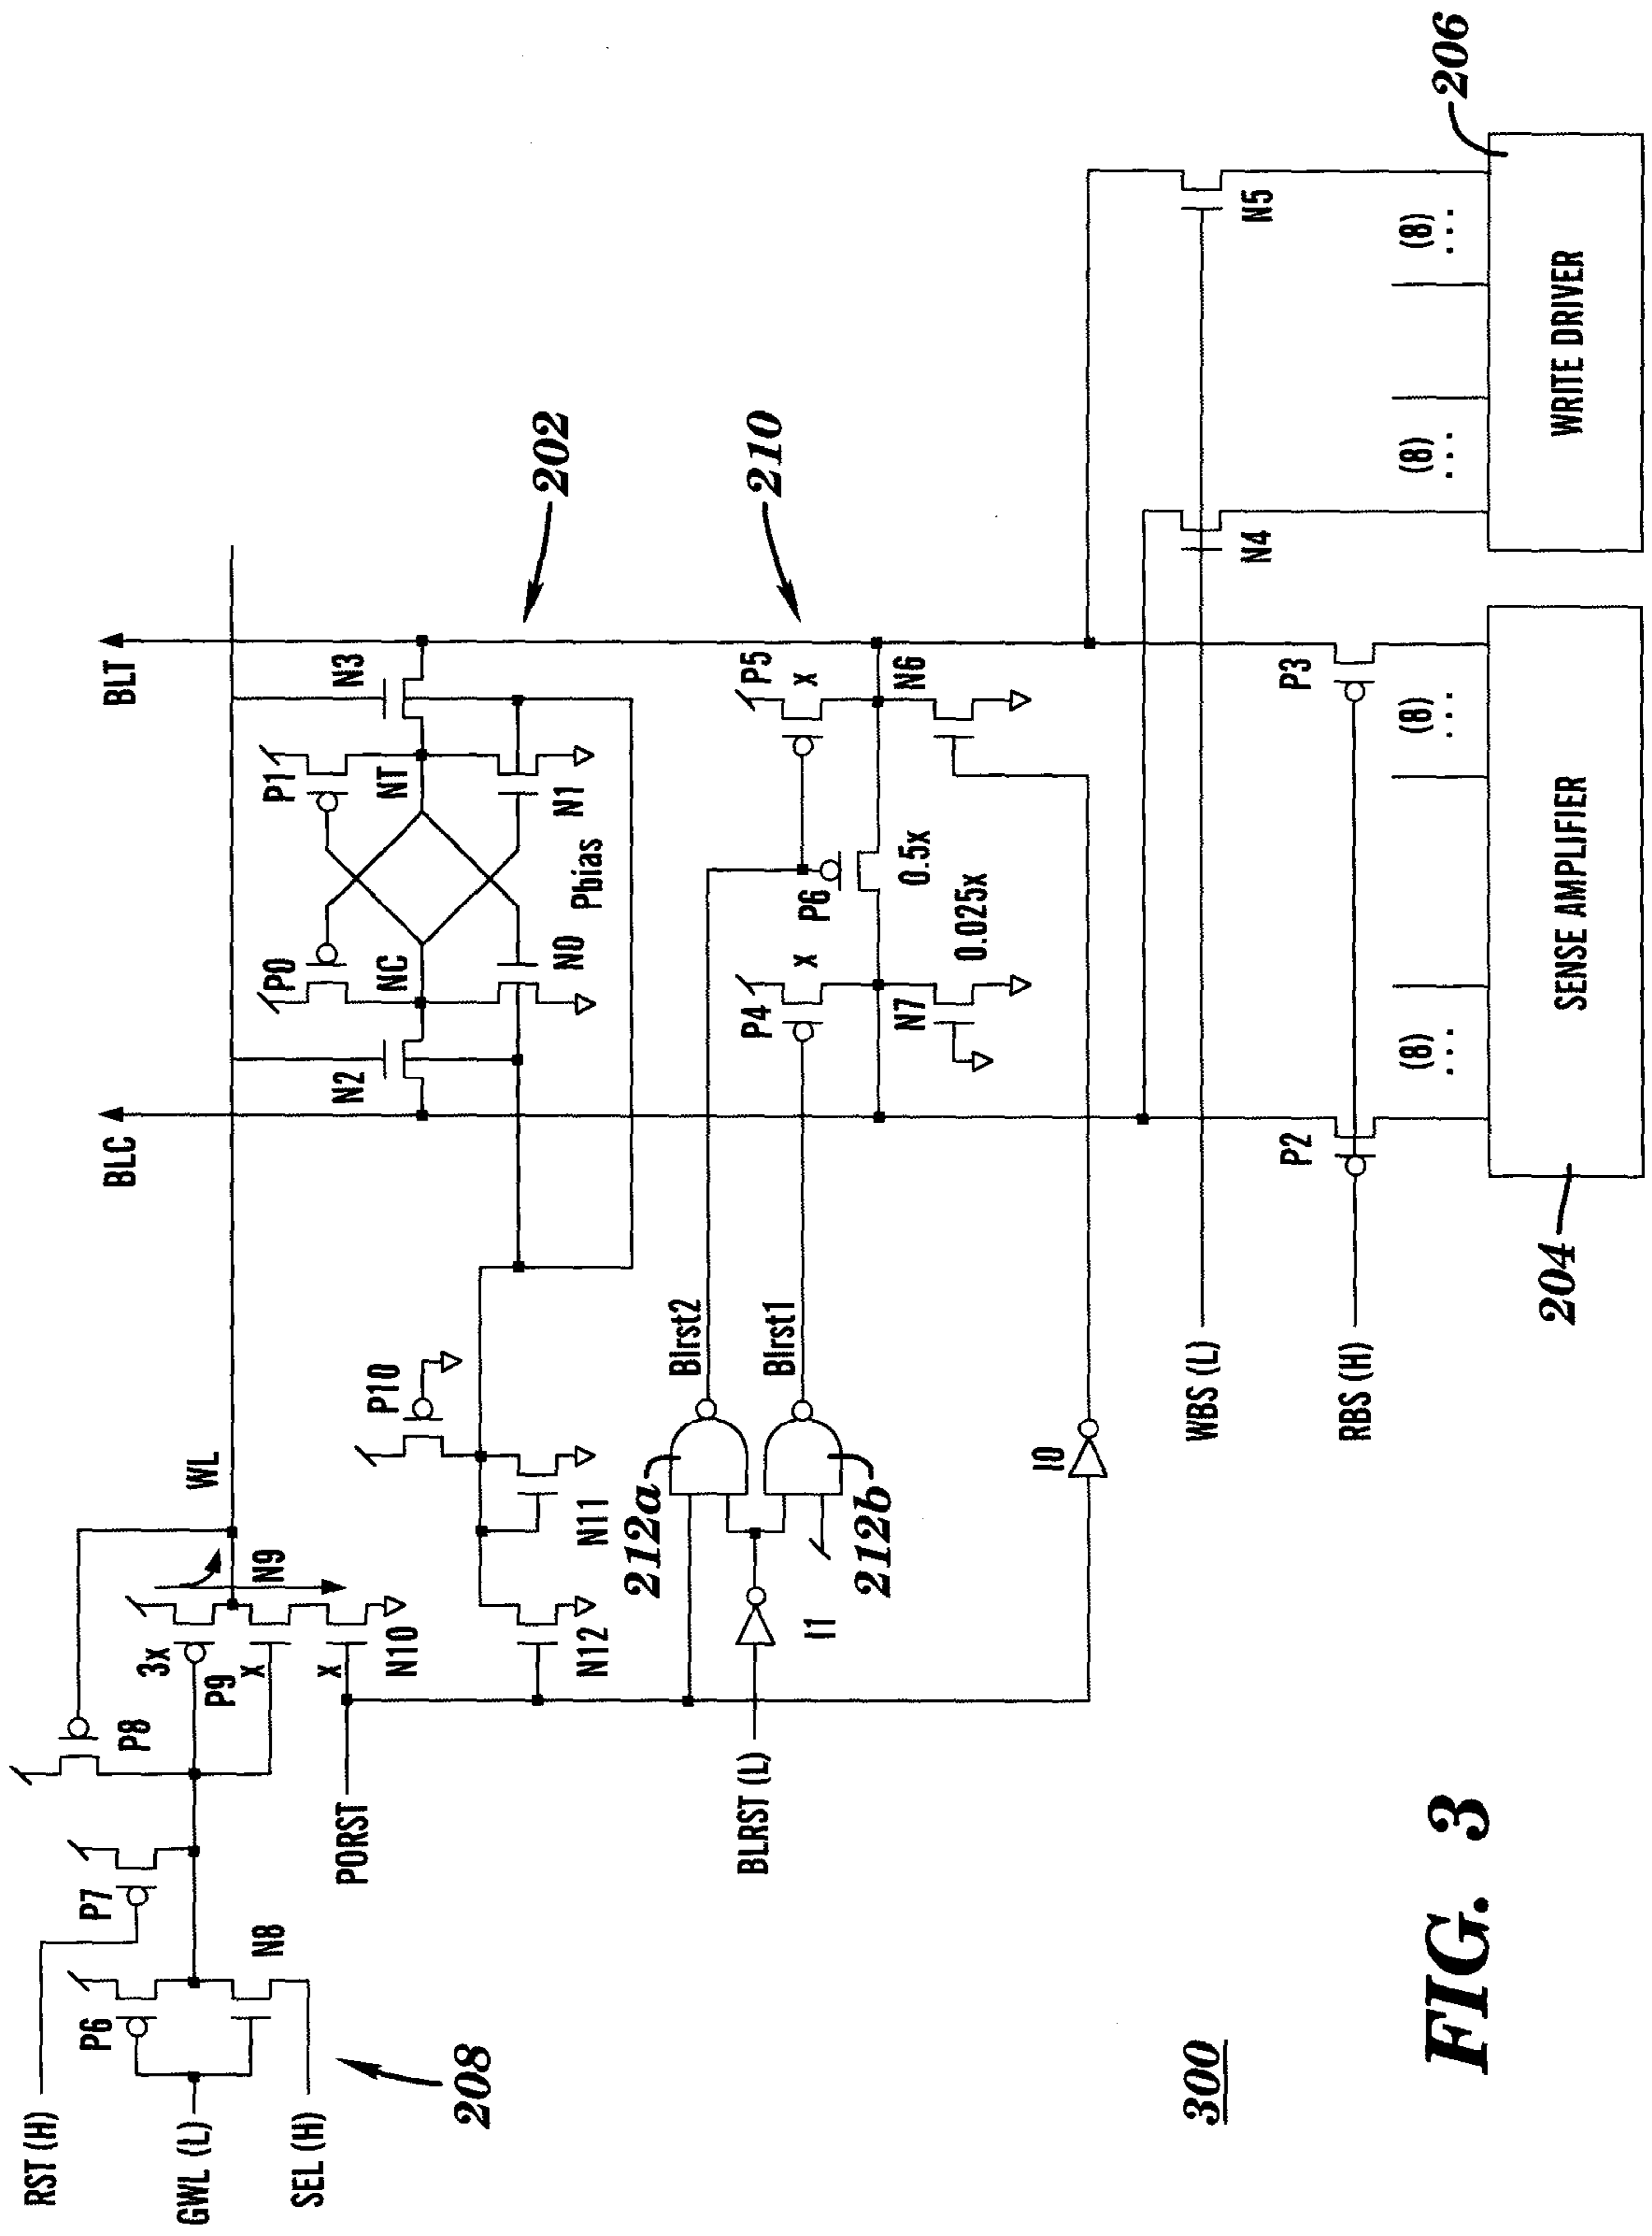 RST (H)
GWL (L)
SEL (H)
208
P6
N8
P7
P8
P9
3x
X
X
N9
N10
WL
PORST
P10
N11
N12
BLC
BLT
202
N2
N3
P0
P1
NC
NT
N0
N1
Pbias
BLRST (L)
I1
212a
212b
Blrst2
Blrst1
I0
210
P4
X
P5
X
P6
0.5x
N7
0.025x
N6
WBS (L)
RBS (H)
N4
N5
P2
P3
(8)
...
(8)
...
(8)
...
(8)
...
204
SENSE AMPLIFIER
206
WRITE DRIVER
300
FIG. 3